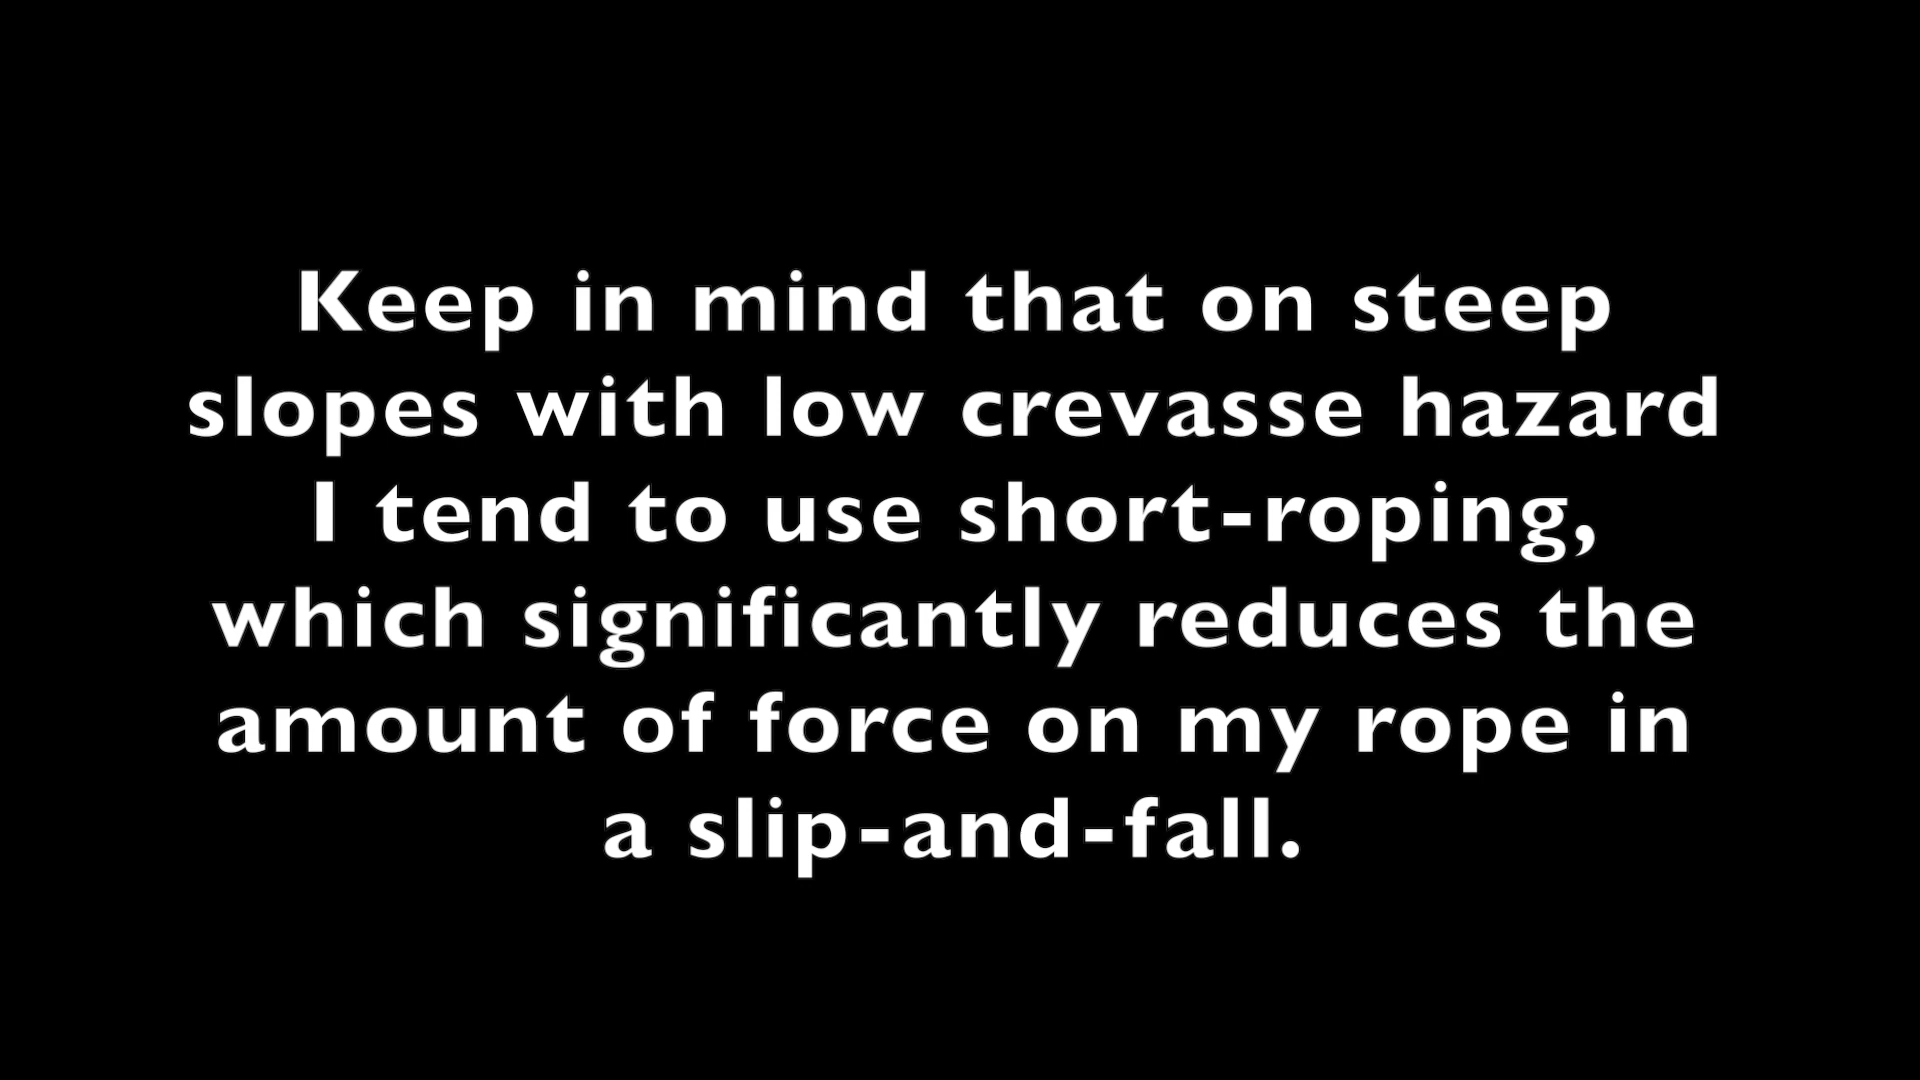 Keep in mind that on steep
slopes with low crevasse hazard
I tend to use short-roping,
which significantly reduces the
amount of force on my rope in
a slip-and-fall.